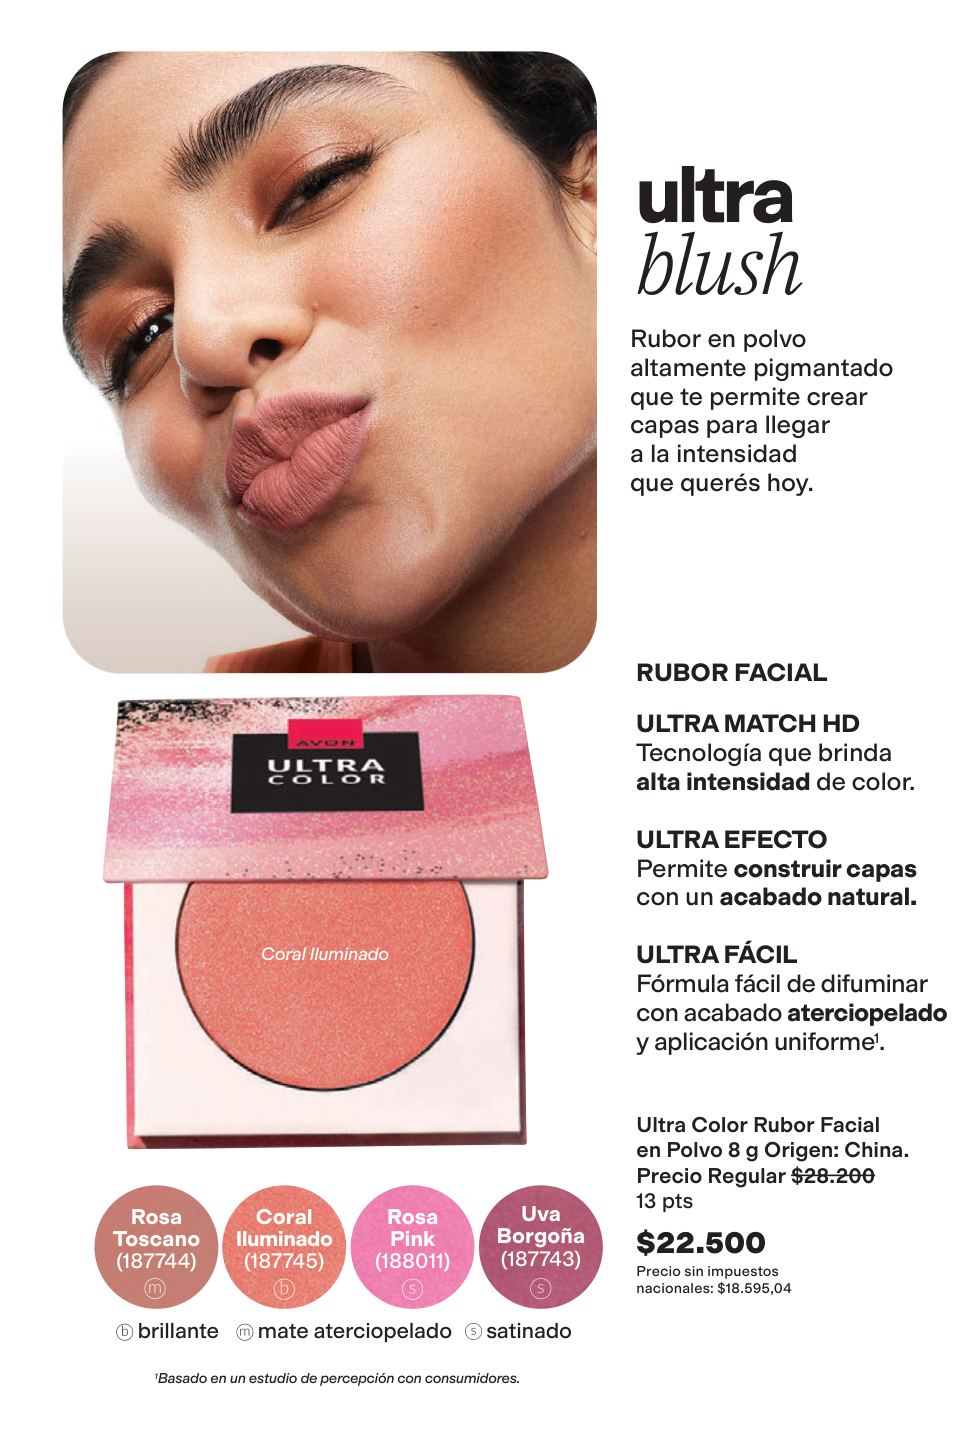 ultra
blush
Rubor en polvo
altamente pigmantado
que te permite crear
capas para llegar
a la intensidad
que querés hoy.
RUBOR FACIAL
ULTRA MATCH HD
Tecnología que brinda
alta intensidad de color.
ULTRA EFECTO
Permite construir capas
con un acabado natural.
ULTRA FÁCIL
Fórmula fácil de difuminar
con acabado aterciopelado
y aplicación uniforme¹.
AVON
ULTRA
COLOR
Coral Iluminado
Ultra Color Rubor Facial
en Polvo 8 g Origen: China.
Precio Regular $28.200
13 pts
$22.500
Precio sin impuestos
nacionales: $18.595,04
Rosa
Toscano
(187744)
m
Coral
Iluminado
(187745)
b
Rosa
Pink
(188011)
s
Uva
Borgoña
(187743)
s
b brillante m mate aterciopelado s satinado
¹Basado en un estudio de percepción con consumidores.